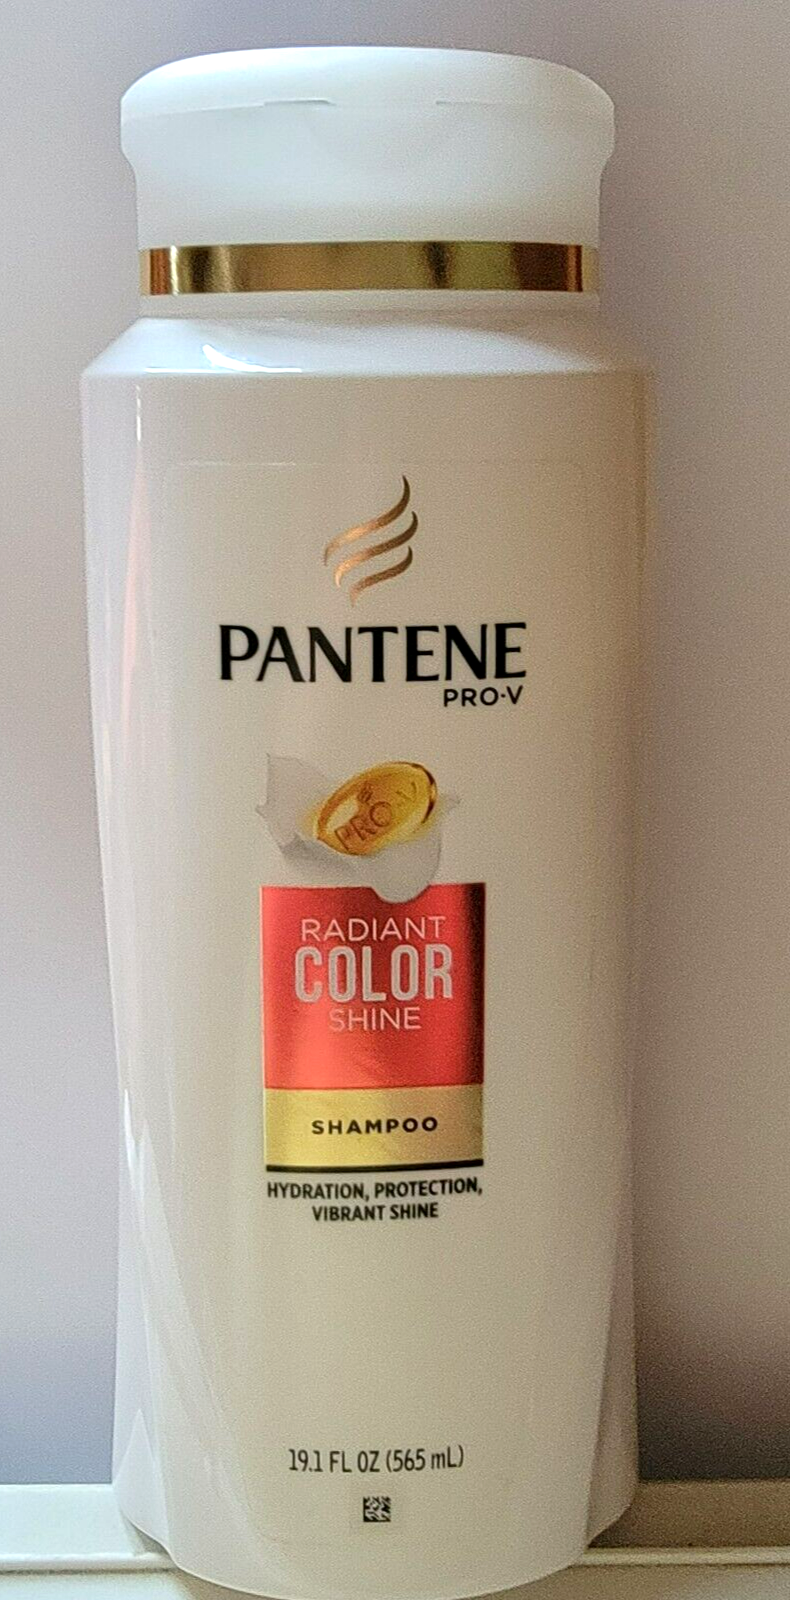 PANTENE
PRO-V
PRO-V
RADIANT
COLOR
SHINE
SHAMPOO
HYDRATION, PROTECTION,
VIBRANT SHINE
19.1 FL OZ (565 mL)